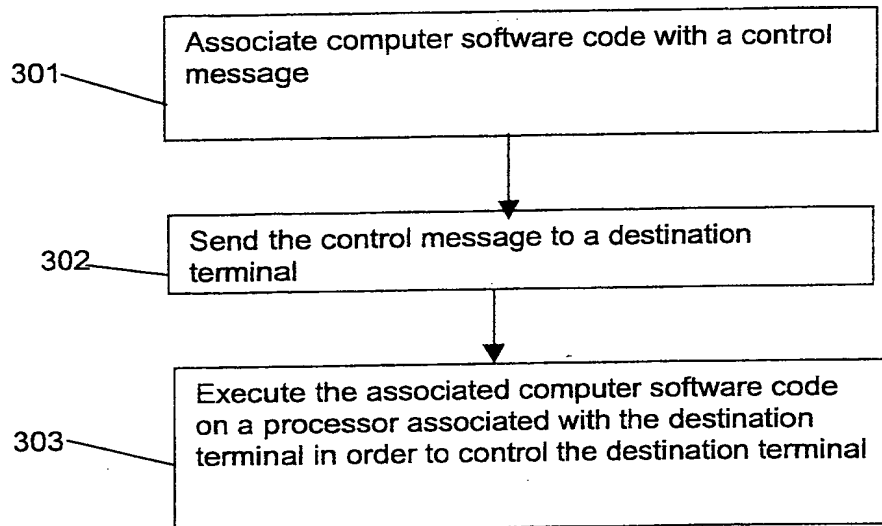 Associate computer software code with a control
message
301
Send the control message to a destination
terminal
302
Execute the associated computer software code
on a processor associated with the destination
terminal in order to control the destination terminal
303